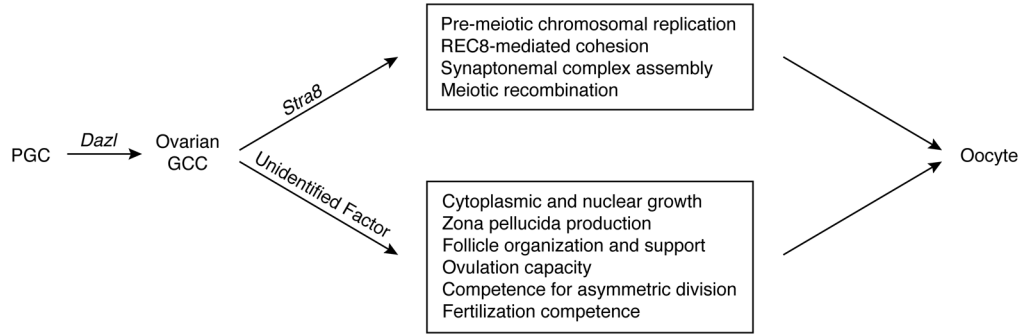 PGC
Dazl
Ovarian
GCC
Stra8
Unidentified Factor
Pre-meiotic chromosomal replication
REC8-mediated cohesion
Synaptonemal complex assembly
Meiotic recombination
Cytoplasmic and nuclear growth
Zona pellucida production
Follicle organization and support
Ovulation capacity
Competence for asymmetric division
Fertilization competence
Oocyte